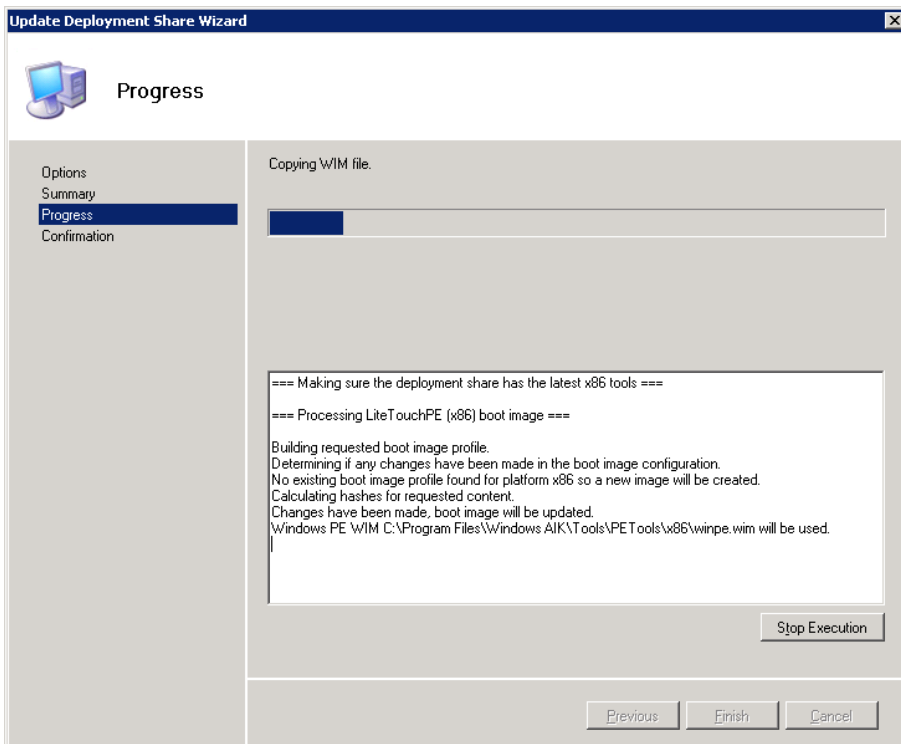 Update Deployment Share Wizard
Progress
Options
Summary
Progress
Confirmation
Copying WIM file.
=== Making sure the deployment share has the latest x86 tools ===
=== Processing LiteTouchPE (x86) boot image ===
Building requested boot image profile.
Determining if any changes have been made in the boot image configuration.
No existing boot image profile found for platform x86 so a new image will be created.
Calculating hashes for requested content.
Changes have been made, boot image will be updated.
Windows PE WIM C:\Program Files\Windows AIK\Tools\PETools\x86\winpe.wim will be used.
Stop Execution
Previous
Finish
Cancel